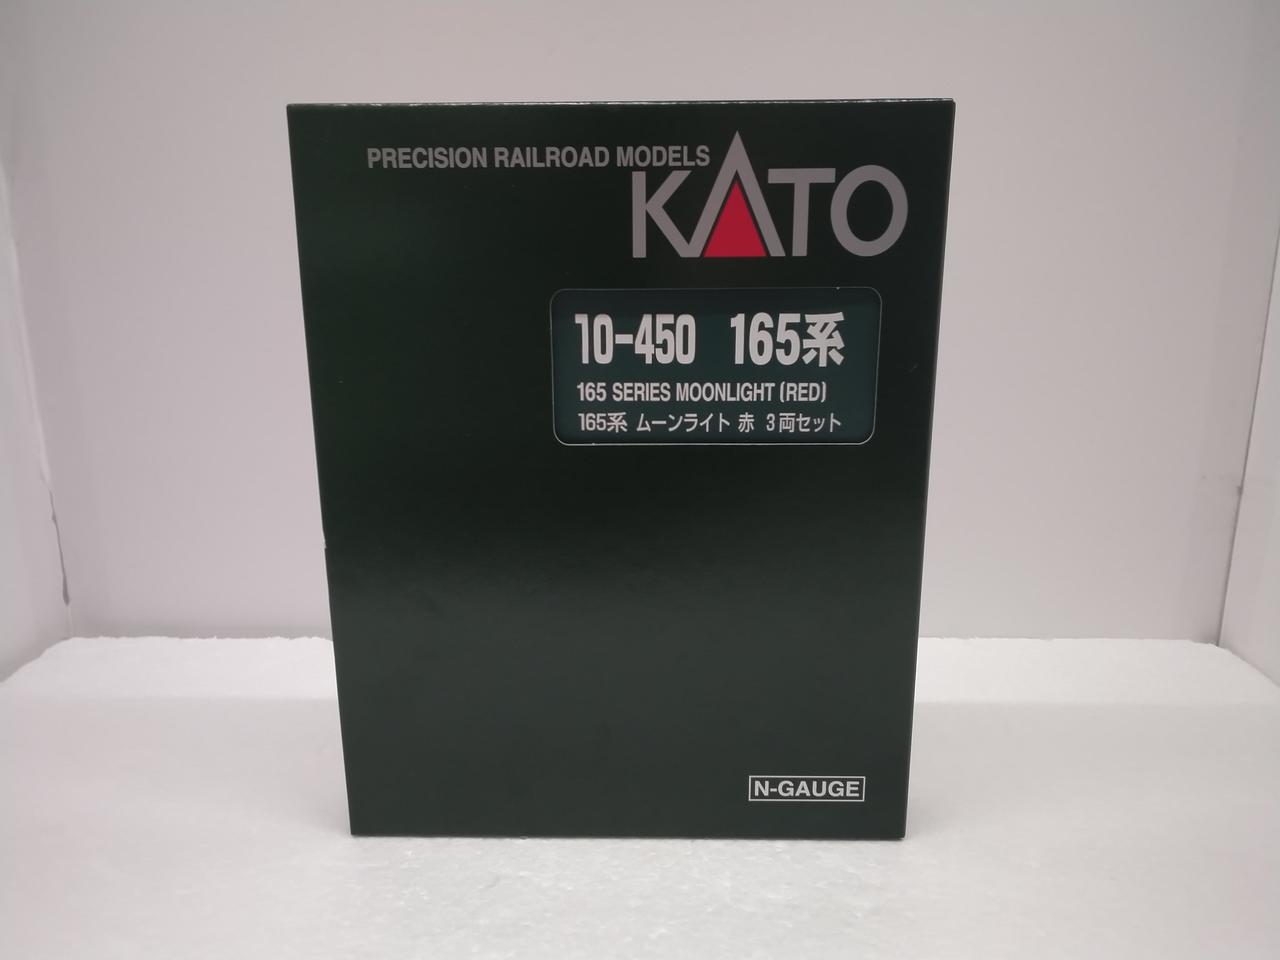 PRECISION RAILROAD MODELS
KATO
10-450 165系
165 SERIES MOONLIGHT (RED)
165系 ムーンライト 赤 3両セット
N-GAUGE